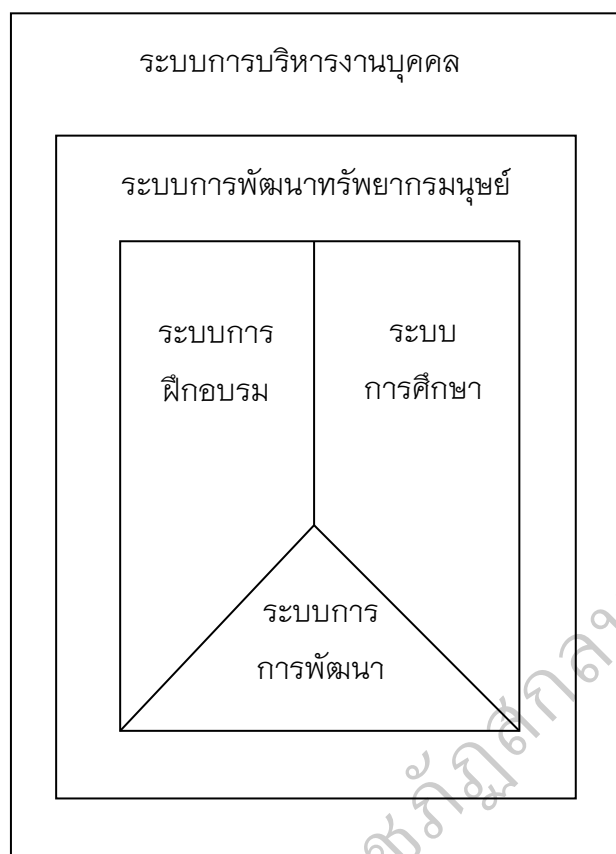 ระบบการบริหารงานบุคคล
ระบบการพัฒนาทรัพยากรมนุษย์
ระบบการ
ฝึกอบรม
ระบบ
การศึกษา
ระบบการ
การพัฒนา